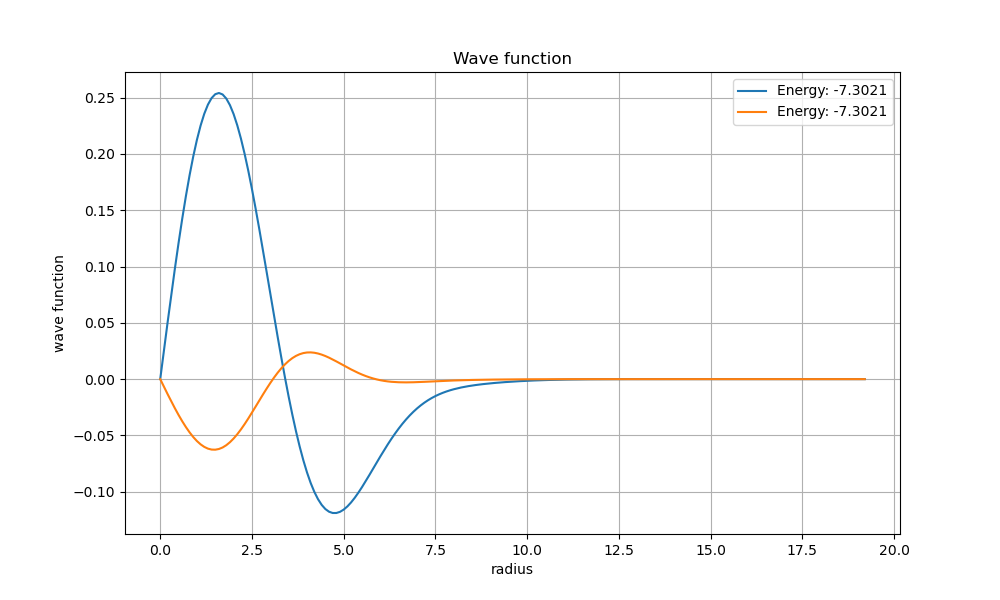 Wave function
Energy: -7.3021
Energy: -7.3021
wave function
0.25
0.20
0.15
0.10
0.05
0.00
−0.05
−0.10
0.0 2.5 5.0 7.5 10.0 12.5 15.0 17.5 20.0
radius